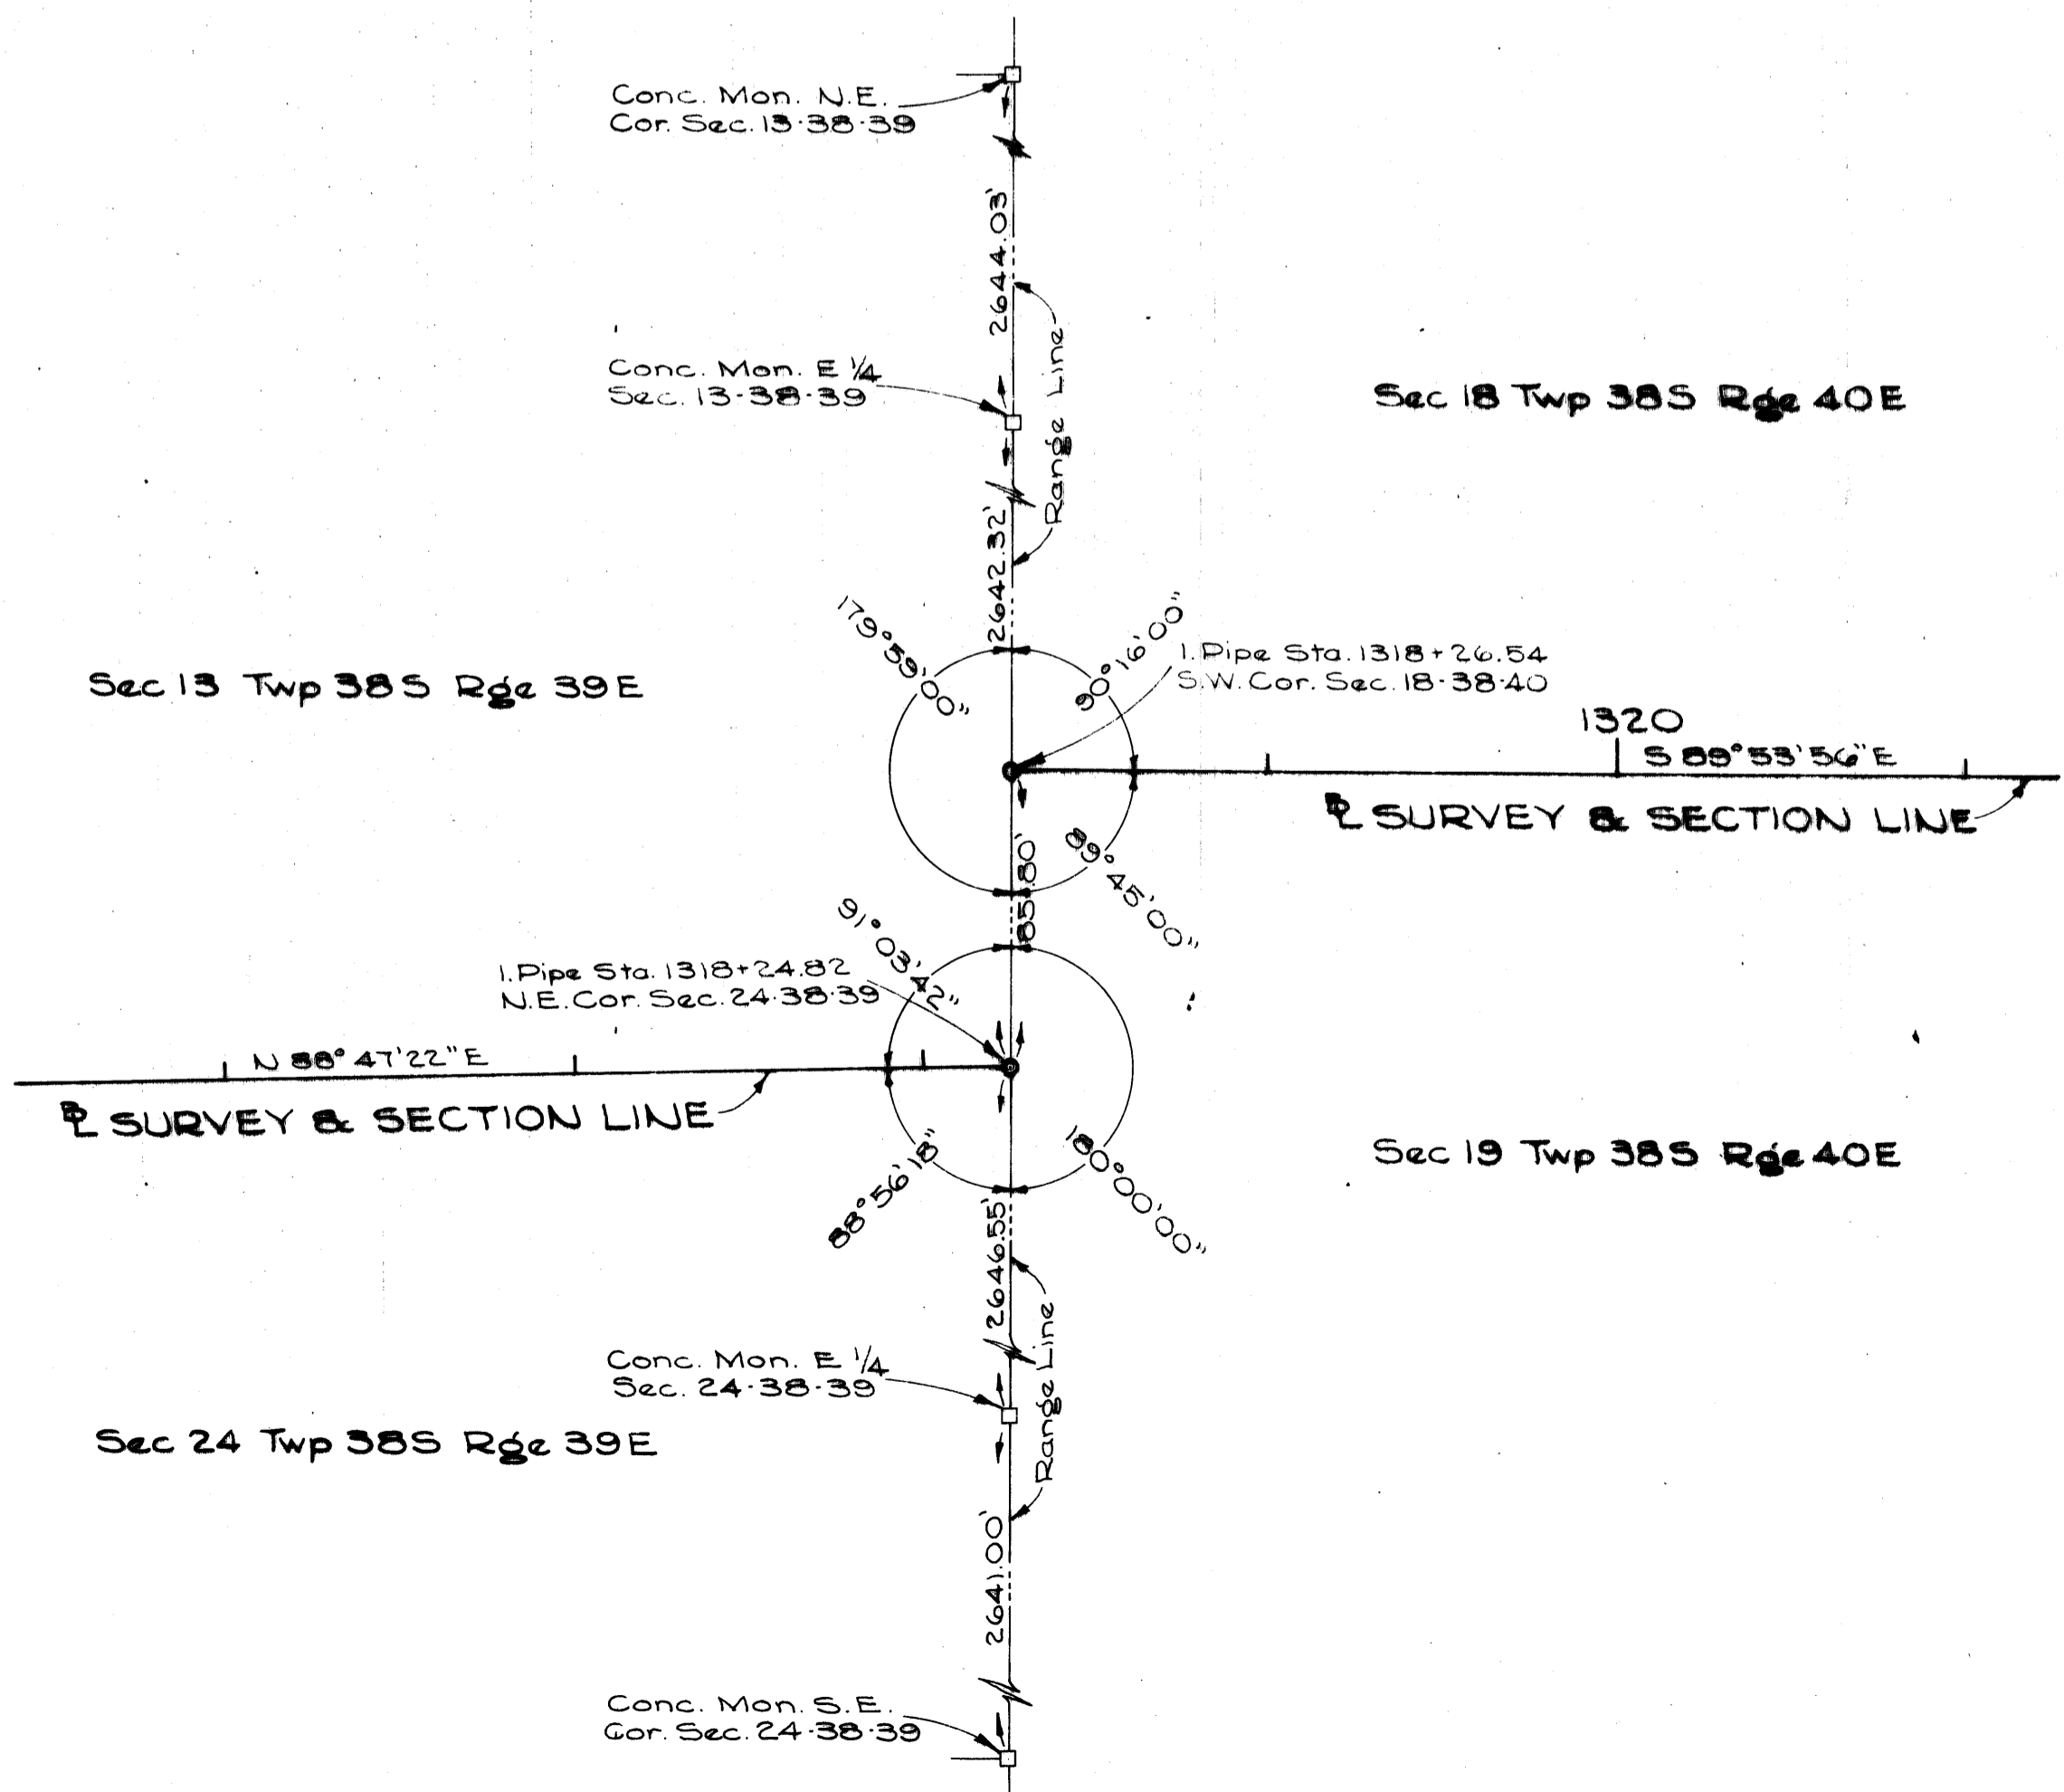 Conc. Mon. N.E.
Cor. Sec. 13·38·39
2644.03'
Range Line
Conc. Mon. E 1/4
Sec. 13·38·39
Sec 18 Twp 38S Rge 40E
2642.32'
179°59'00"
90°16'00"
I. Pipe Sta. 1318+26.54
S.W. Cor. Sec. 18·38·40
Sec 13 Twp 38S Rge 39E
1320
S 89°53'56" E
℄ SURVEY & SECTION LINE
85.80'
89°45'00"
91°03'42"
I. Pipe Sta. 1318+24.82
N.E. Cor. Sec. 24·38·39
N 88°47'22" E
℄ SURVEY & SECTION LINE
88°56'18"
180°00'00"
Sec 19 Twp 38S Rge 40E
2646.55'
Range Line
Conc. Mon. E 1/4
Sec. 24·38·39
Sec 24 Twp 38S Rge 39E
2641.00'
Conc. Mon. S.E.
Cor. Sec. 24·38·39